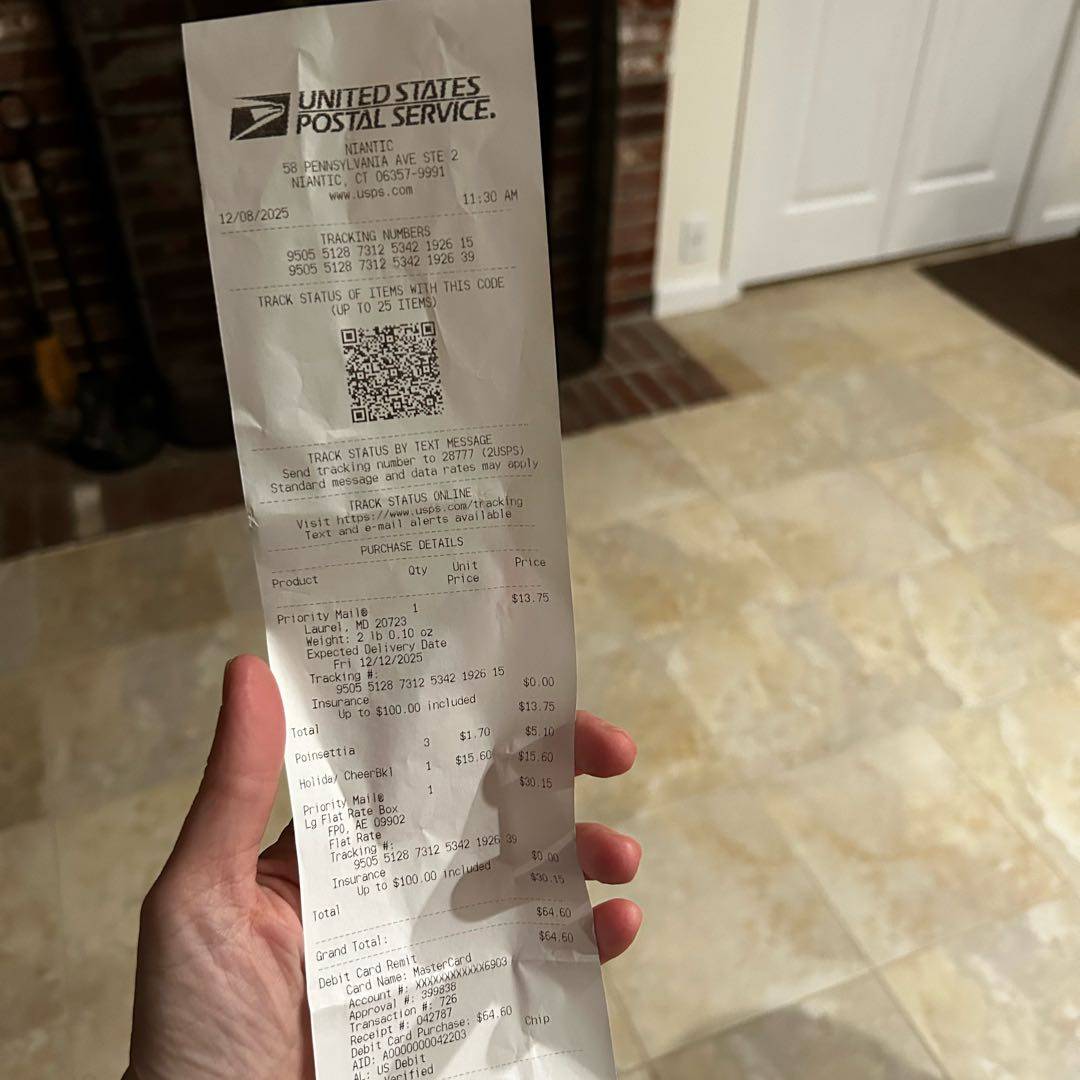 UNITED STATES
POSTAL SERVICE.
NIANTIC
58 PENNSYLVANIA AVE STE 2
NIANTIC, CT 06357-9991
www.usps.com
12/08/2025 11:30 AM
TRACKING NUMBERS
9505 5128 7312 5342 1926 15
9505 5128 7312 5342 1926 39
TRACK STATUS OF ITEMS WITH THIS CODE
(UP TO 25 ITEMS)
TRACK STATUS BY TEXT MESSAGE
Send tracking number to 28777 (2USPS)
Standard message and data rates may apply
TRACK STATUS ONLINE
Visit https://www.usps.com/tracking
Text and e-mail alerts available
PURCHASE DETAILS
Product Qty Unit Price
Price
Priority Mail® 1 $13.75
Laurel, MD 20723
Weight: 2 lb 0.10 oz
Expected Delivery Date
Fri 12/12/2025
Tracking #:
9505 5128 7312 5342 1926 15
Insurance $0.00
Up to $100.00 included
Total $13.75
Poinsettia 3 $1.70 $5.10
Holiday CheerBkl 1 $15.60 $15.60
Priority Mail® 1 $30.15
Lg Flat Rate Box
FPO, AE 09902
Flat Rate
Tracking #:
9505 5128 7312 5342 1926 39
Insurance $0.00
Up to $100.00 included
Total $30.15
Grand Total: $64.60
Debit Card Remit $64.60
Card Name: MasterCard
Account #: XXXXXXXXXXXX6903
Approval #: 399838
Transaction #: 726
Receipt #: 042787
Debit Card Purchase: $64.60
AID: A0000000042203 Chip
AL: US Debit
Verified